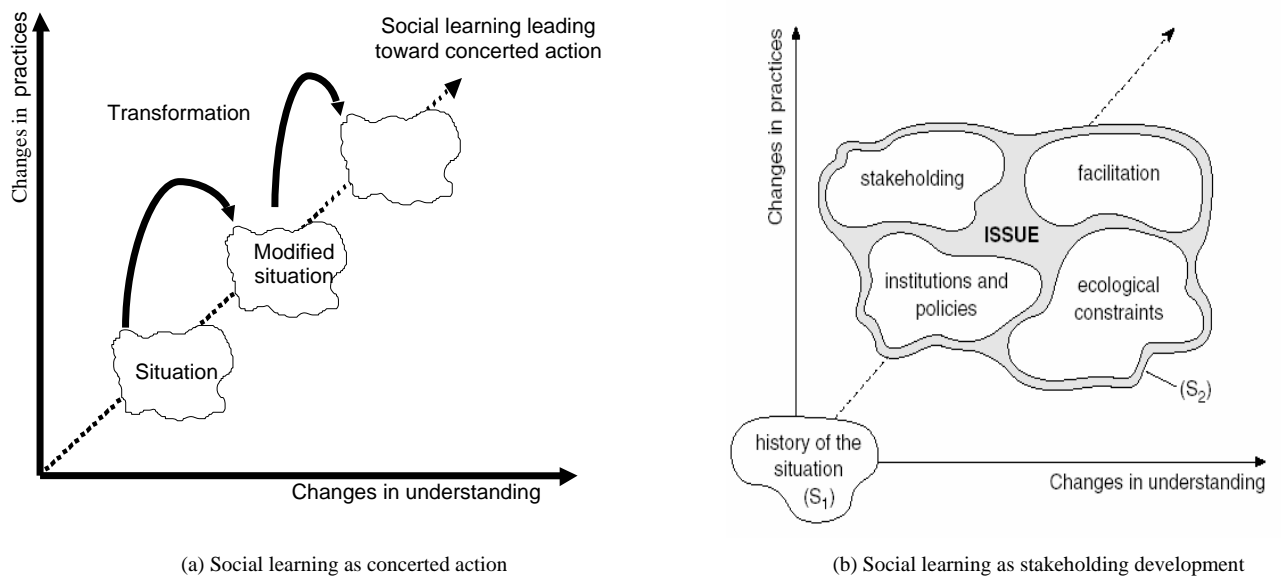 Social learning leading
toward concerted action
Changes in practices
Transformation
Modified
situation
Situation
Changes in understanding
(a) Social learning as concerted action
Changes in practices
stakeholding
facilitation
ISSUE
institutions and
policies
ecological
constraints
(S2)
history of the
situation
(S1)
Changes in understanding
(b) Social learning as stakeholding development